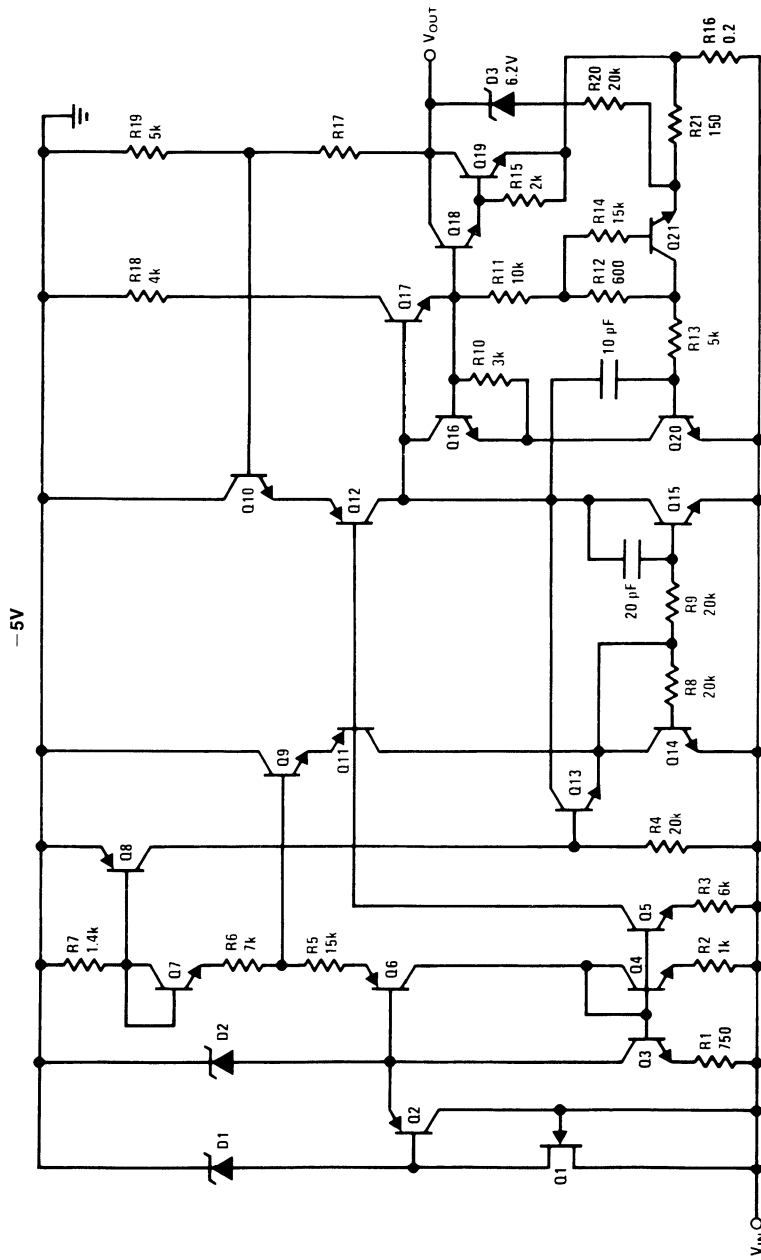 −5V
R7
1.4k
Q8
R18
4k
R19
5k
D2
Q7
R6
7k
Q9
Q10
R17
VOUT
D1
R5
15k
Q11
Q12
Q17
D3
6.2V
Q6
Q18
Q19
R20
20k
Q2
Q13
Q16
R10
3k
R11
10k
R15
2k
Q5
20 µF
10 pF
R14
15k
Q3
Q4
R4
20k
Q14
R8
20k
R9
20k
Q15
Q20
R13
5k
R12
600
Q21
R21
150
Q1
R1
750
R2
1k
R3
6k
R16
0.2
VIN